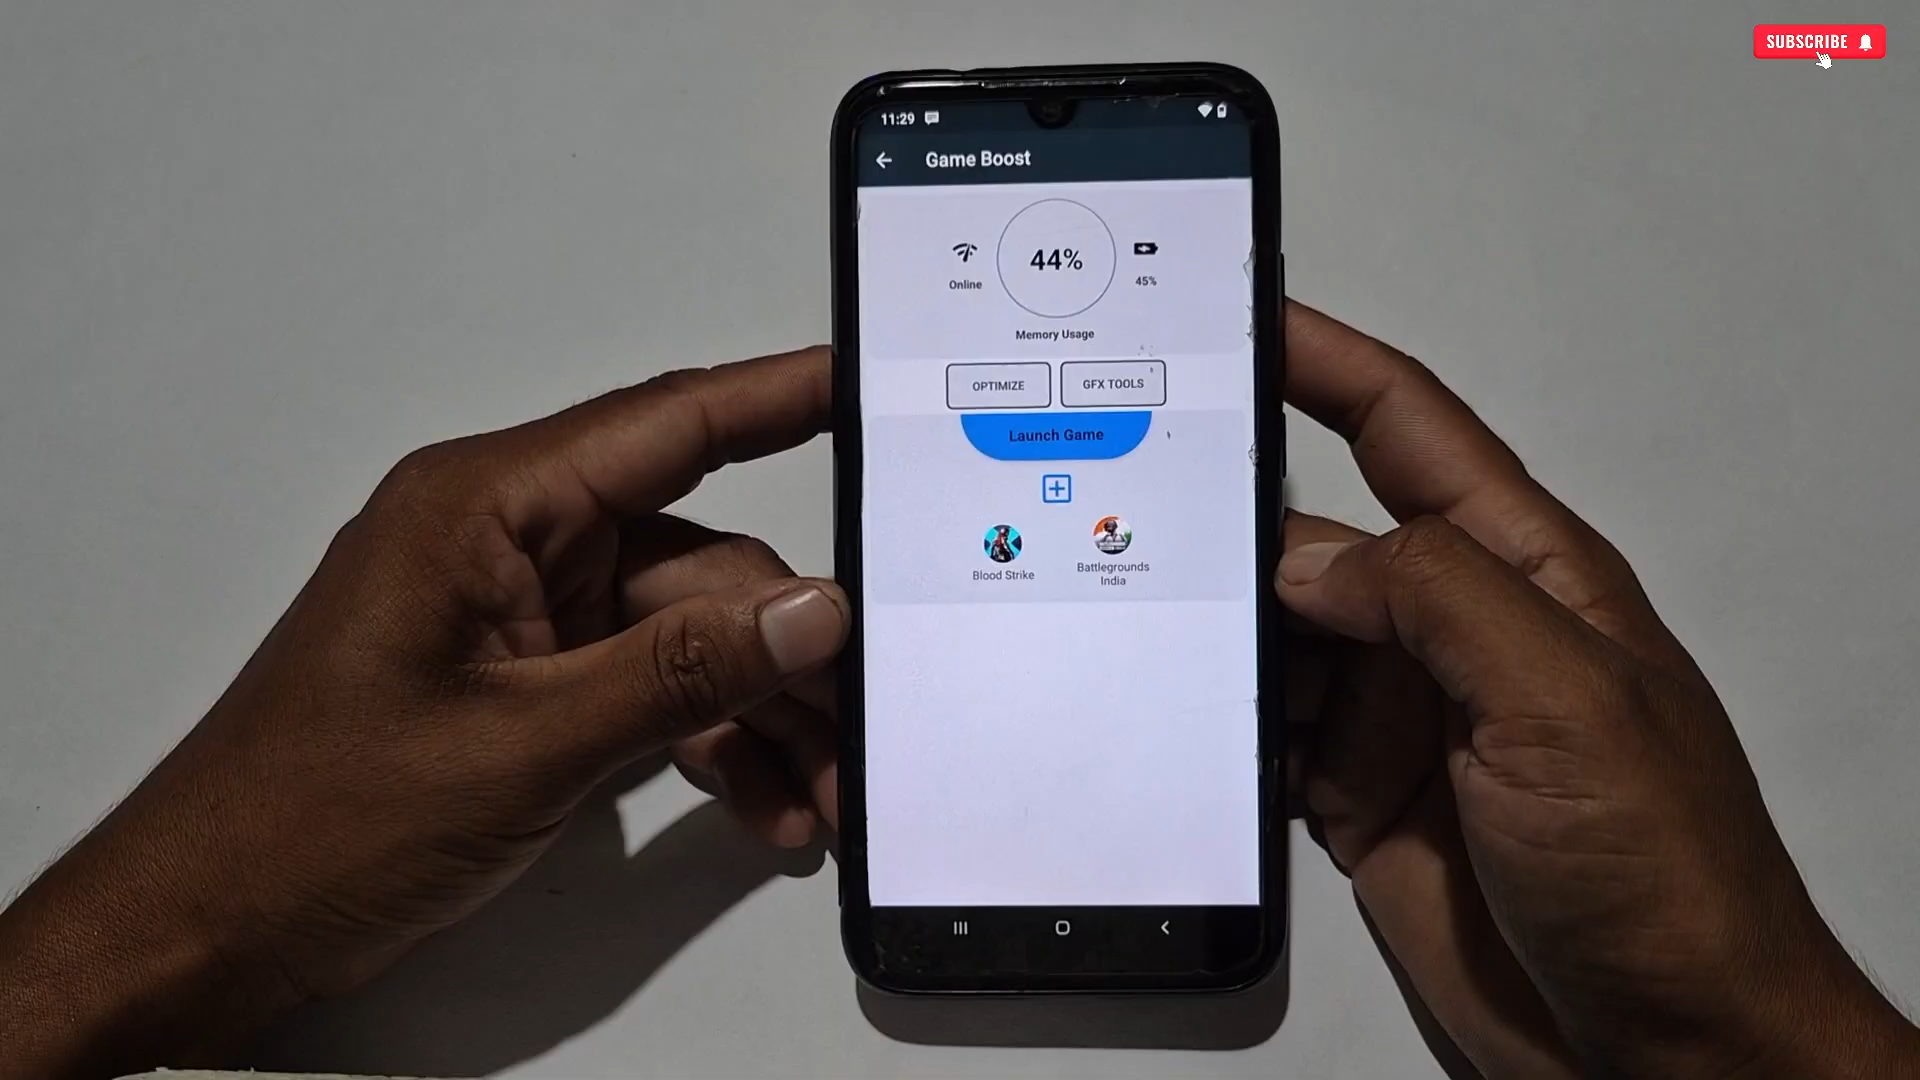 SUBSCRIBE
11:29
Game Boost
44%
Online
45%
Memory Usage
OPTIMIZE
GFX TOOLS
Launch Game
Blood Strike
Battlegrounds
India